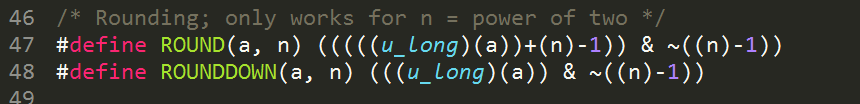 46 /* Rounding; only works for n = power of two */
47 #define ROUND(a, n) (((((u_long)(a))+(n)-1)) & ~((n)-1))
48 #define ROUNDDOWN(a, n) (((u_long)(a)) & ~((n)-1))
49